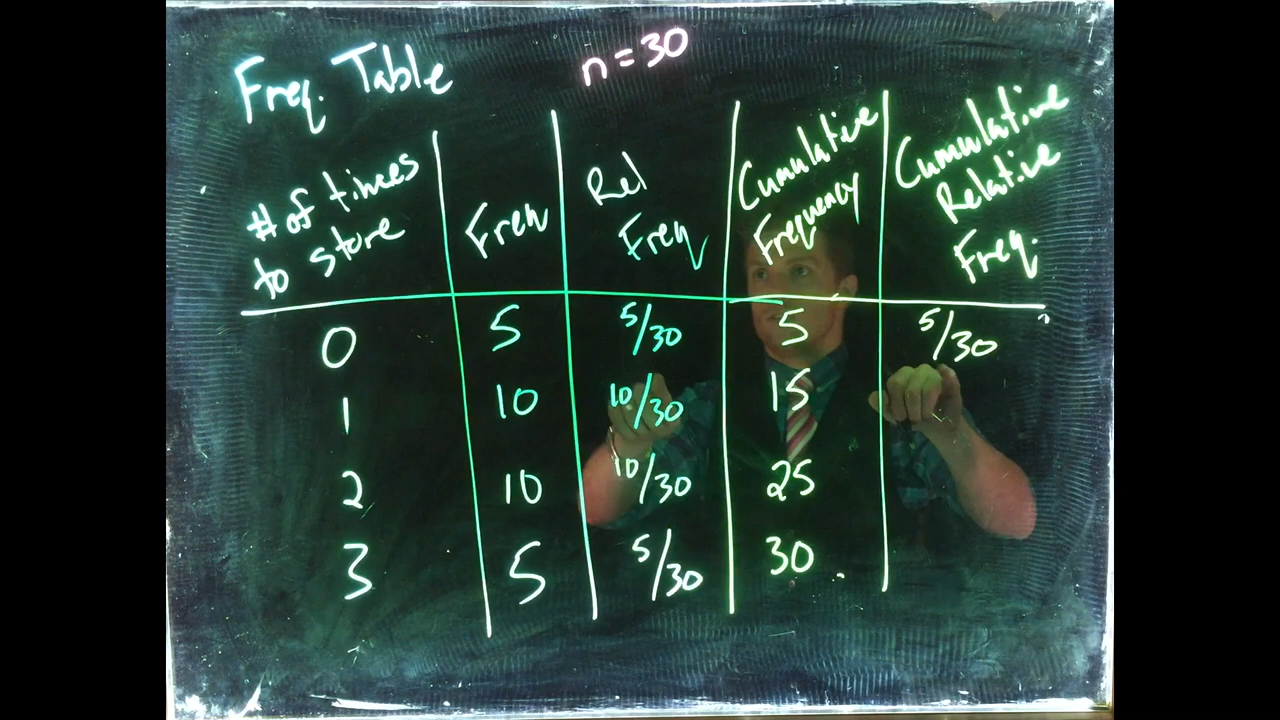 Freq. Table
n = 30
# of times
to store
Freq
Rel
Freq
Cumulative
Frequency
Cumulative
Relative
Freq.
0 5 5/30 5 5/30
1 10 10/30 15
2 10 10/30 25
3 5 5/30 30